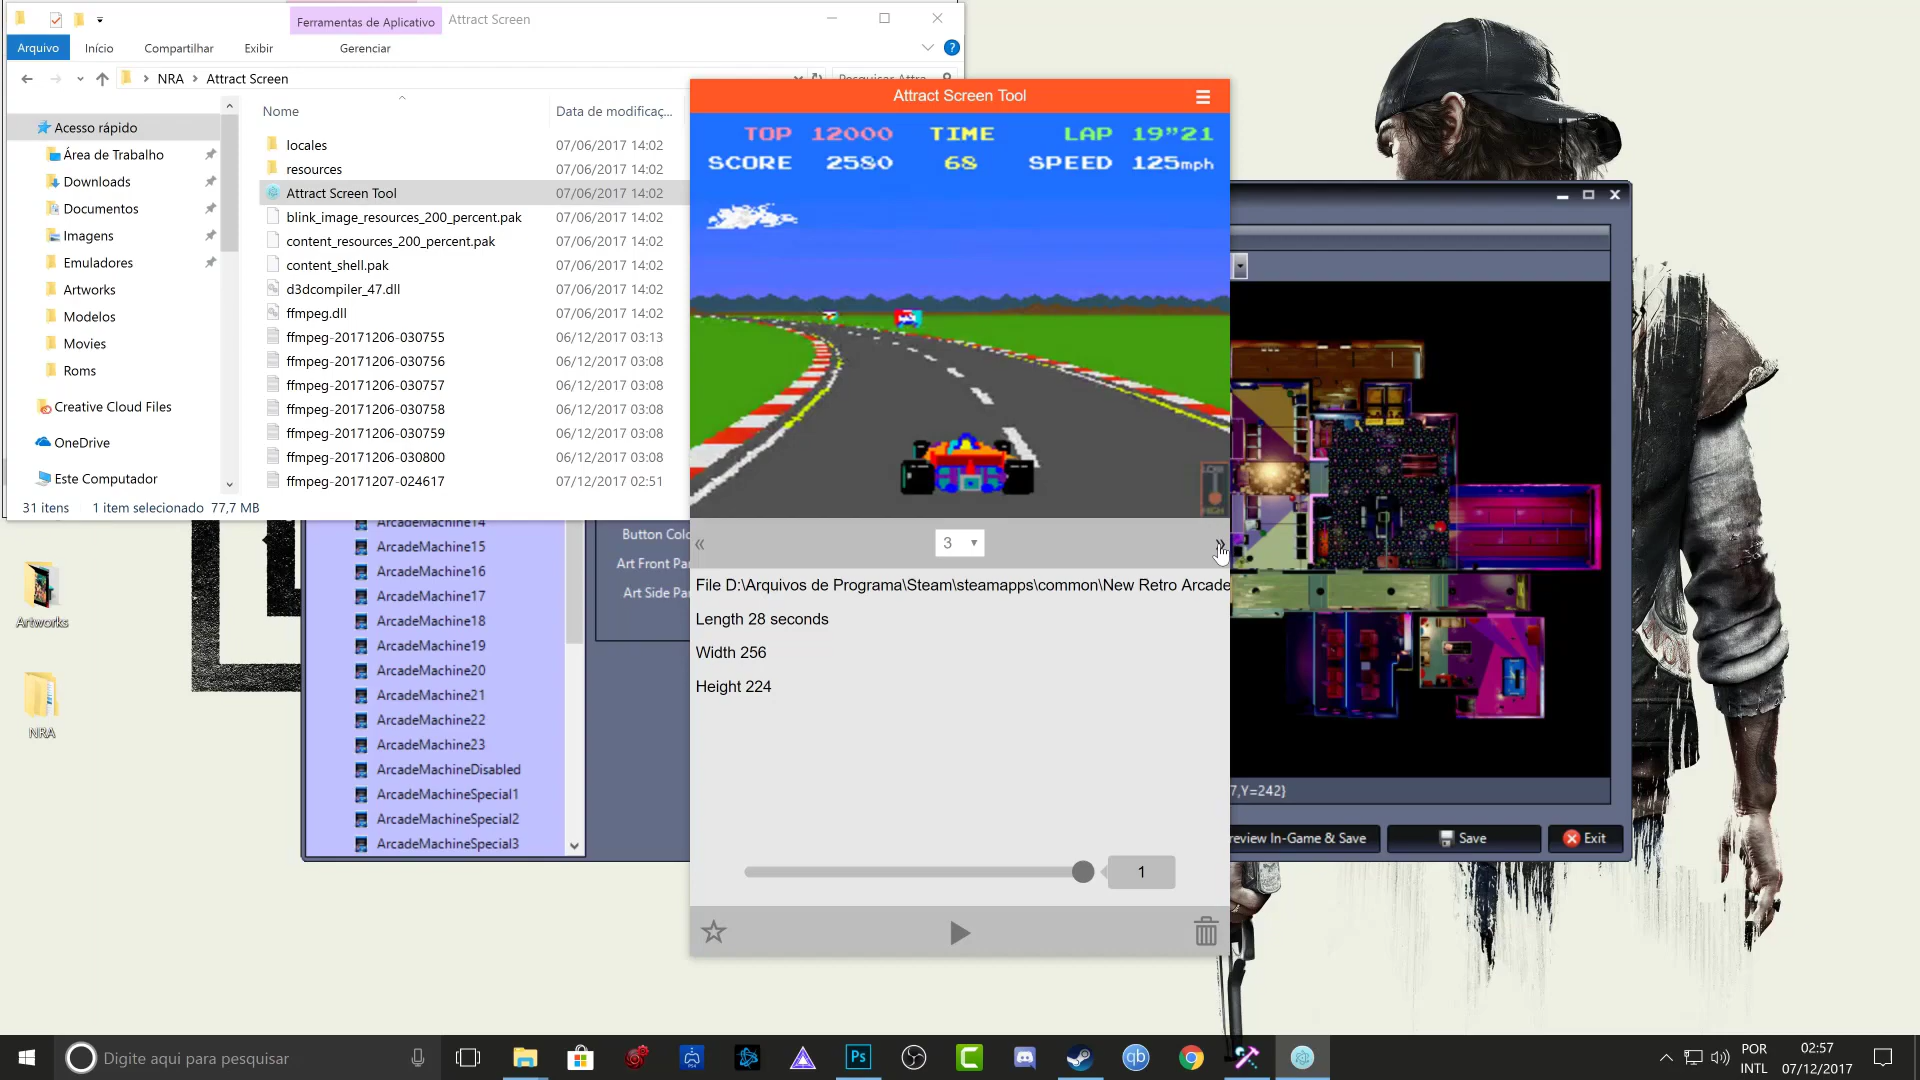 Ferramentas de Aplicativo
Attract Screen
Arquivo
Início
Compartilhar
Exibir
Gerenciar
NRA
Attract Screen
Nome
Data de modificaç...
Acesso rápido
Área de Trabalho
Downloads
Documentos
Imagens
Emuladores
Artworks
Modelos
Movies
Roms
Creative Cloud Files
OneDrive
Este Computador
locales 07/06/2017 14:02
resources 07/06/2017 14:02
Attract Screen Tool 07/06/2017 14:02
blink_image_resources_200_percent.pak 07/06/2017 14:02
content_resources_200_percent.pak 07/06/2017 14:02
content_shell.pak 07/06/2017 14:02
d3dcompiler_47.dll 07/06/2017 14:02
ffmpeg.dll 07/06/2017 14:02
ffmpeg-20171206-030755 06/12/2017 03:13
ffmpeg-20171206-030756 06/12/2017 03:08
ffmpeg-20171206-030757 06/12/2017 03:08
ffmpeg-20171206-030758 06/12/2017 03:08
ffmpeg-20171206-030759 06/12/2017 03:08
ffmpeg-20171206-030800 06/12/2017 03:08
ffmpeg-20171207-024617 07/12/2017 02:51
31 itens 1 item selecionado 77,7 MB
Attract Screen Tool
TOP 12000 TIME LAP 19"21
SCORE 2580 68 SPEED 125mph
LOW
HIGH
« 3 »
File D:\Arquivos de Programa\Steam\steamapps\common\New Retro Arcade
Length 28 seconds
Width 256
Height 224
1
ArcadeMachine14
ArcadeMachine15
ArcadeMachine16
ArcadeMachine17
ArcadeMachine18
ArcadeMachine19
ArcadeMachine20
ArcadeMachine21
ArcadeMachine22
ArcadeMachine23
ArcadeMachineDisabled
ArcadeMachineSpecial1
ArcadeMachineSpecial2
ArcadeMachineSpecial3
Button Colo
Art Front Pa
Art Side Pa
7,Y=242}
review In-Game & Save
Save
Exit
Artworks
NRA
Digite aqui para pesquisar
Ps
qb
POR
INTL
02:57
07/12/2017